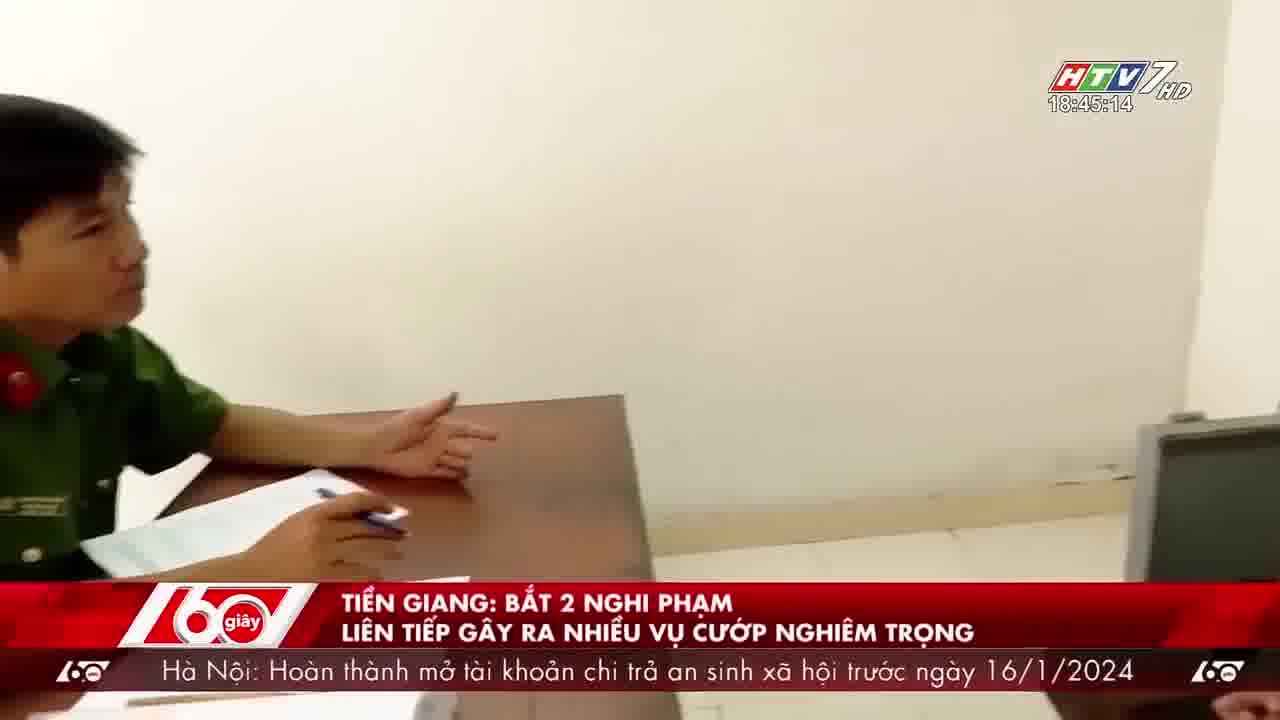 HTV7HD
18:45:14
60 giây
TIỀN GIANG: BẮT 2 NGHI PHẠM
LIÊN TIẾP GÂY RA NHIỀU VỤ CƯỚP NGHIÊM TRỌNG
Hà Nội: Hoàn thành mở tài khoản chi trả an sinh xã hội trước ngày 16/1/2024